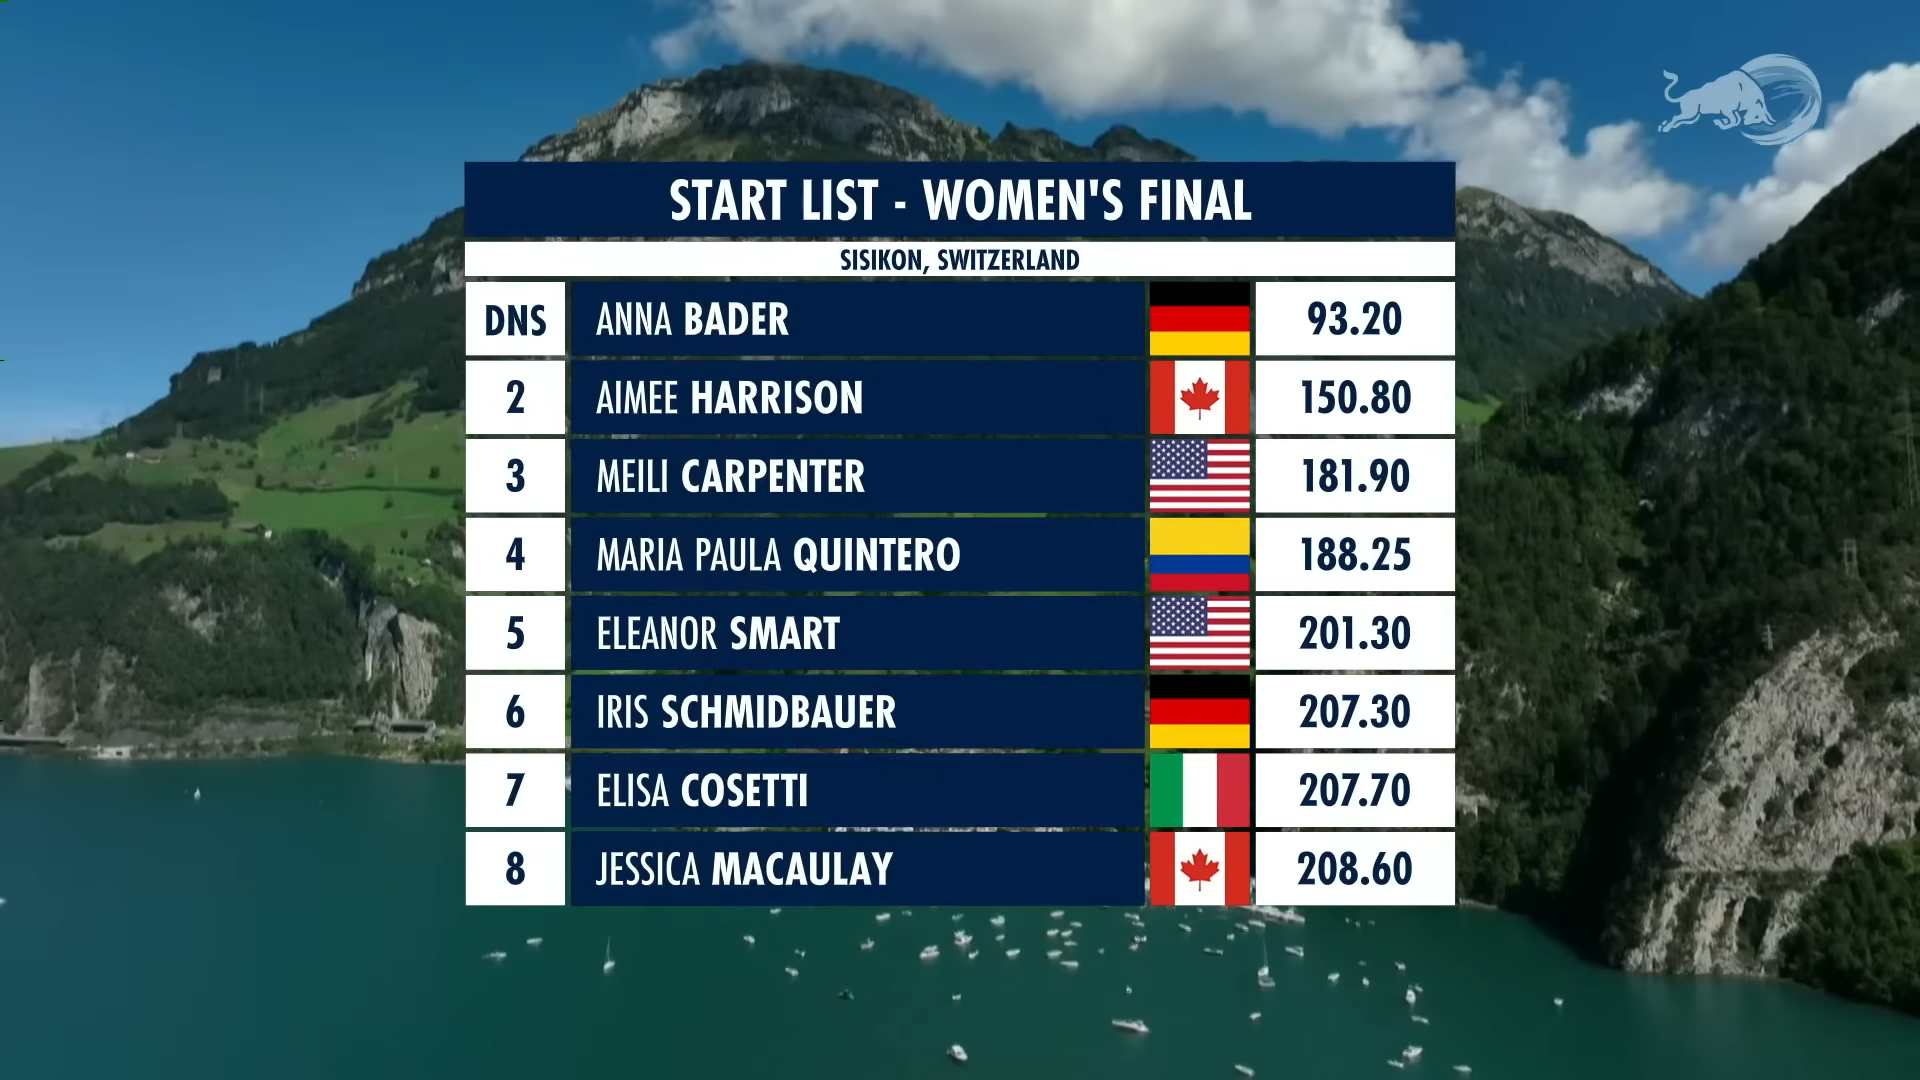 START LIST - WOMEN'S FINAL
SISIKON, SWITZERLAND
DNS ANNA BADER 93.20
2 AIMEE HARRISON 150.80
3 MEILI CARPENTER 181.90
4 MARIA PAULA QUINTERO 188.25
5 ELEANOR SMART 201.30
6 IRIS SCHMIDBAUER 207.30
7 ELISA COSETTI 207.70
8 JESSICA MACAULAY 208.60